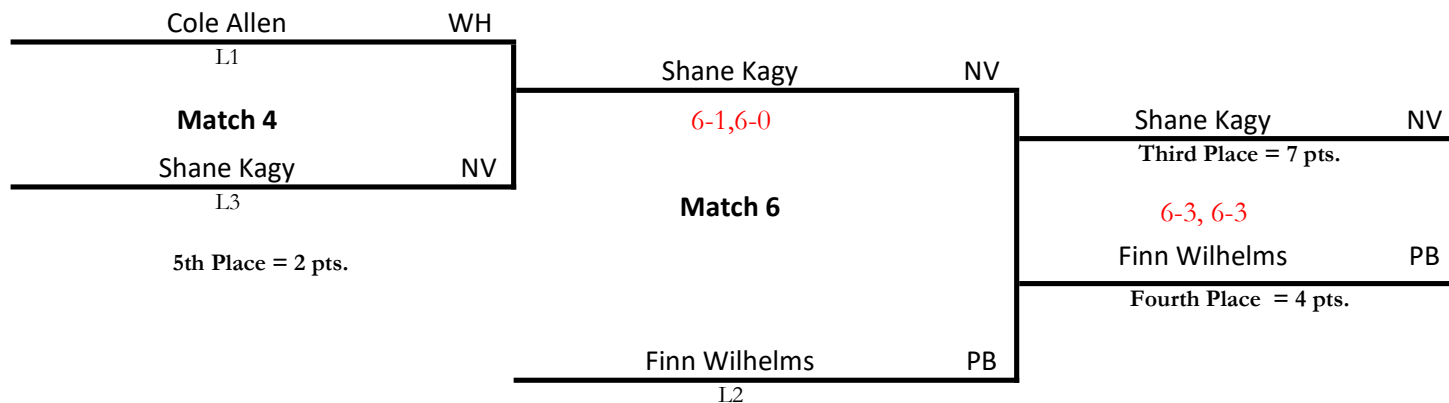 Cole Allen WH
L1
Match 4
Shane Kagy NV
L3
5th Place = 2 pts.
Shane Kagy NV
6-1,6-0
Match 6
Finn Wilhelms PB
L2
Shane Kagy NV
Third Place = 7 pts.
6-3, 6-3
Finn Wilhelms PB
Fourth Place = 4 pts.